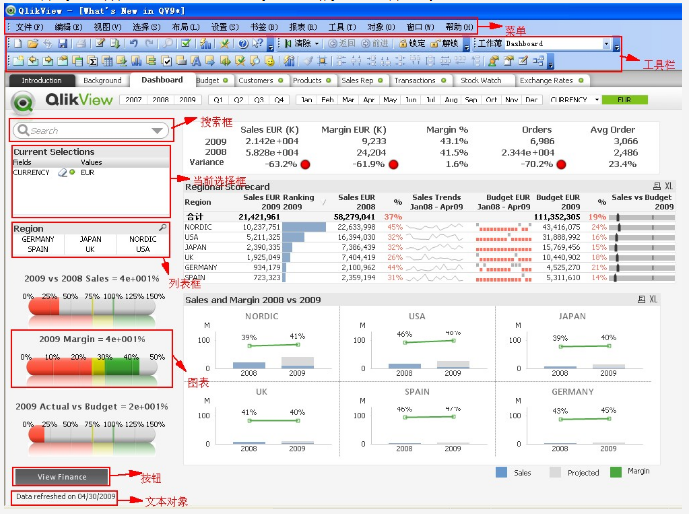 QlikView - [What's New in QV9*]
文件(F) 编辑(E) 视图(V) 选择(S) 布局(L) 设置(S) 书签(B) 报表(R) 工具(T) 对象(O) 窗口(W) 帮助(H)
菜单
清除 返回 前进 锁定 解锁 工作簿 Dashboard
工具栏
Introduction Background Dashboard Budget Customers Products Sales Rep Transactions Stock Watch Exchange Rates
QlikView 2007 2008 2009 Q1 Q2 Q3 Q4 Jan Feb Mar Apr May Jun Jul Aug Sep Oct Nov Dec CURRENCY EUR
Search
搜索框
Sales EUR (K) Margin EUR (K) Margin % Orders Avg Order
2009 2.142e+004 9,233 43.1% 6,986 3,066
2008 5.828e+004 24,204 41.5% 2.344e+004 2,486
Variance -63.2% -61.9% 1.6% -70.2% 23.4%
Current Selections
Fields Values
CURRENCY EUR
当前选择框
Regional Scorecard XL
Region Sales EUR 2009 Ranking 2009 Sales EUR 2008 % Sales Trends Jan08 - Apr09 Budget EUR Jan08 - Apr09 Budget EUR 2009 % Sales vs Budget 2009
合计 21,421,961 58,279,041 37% 111,352,305 19%
NORDIC 10,237,751 22,633,998 45% 43,416,075 24%
USA 5,211,325 16,394,030 32% 31,888,992 16%
JAPAN 2,390,335 7,386,439 32% 15,769,456 15%
UK 1,925,049 7,404,419 26% 10,440,902 18%
GERMANY 934,179 2,100,962 44% 4,525,270 21%
SPAIN 723,323 2,359,194 31% 5,311,610 14%
Region
GERMANY JAPAN NORDIC
SPAIN UK USA
列表框
2009 vs 2008 Sales = 4e+001%
0% 25% 50% 75% 100% 125% 150%
2009 Margin = 4e+001%
0% 10% 20% 30% 40% 50%
图表
2009 Actual vs Budget = 2e+001%
0% 25% 50% 75% 100% 125% 150%
Sales and Margin 2008 vs 2009 XL
NORDIC USA JAPAN
M M M
100 39% 41% 100 46% 48% 100 39% 40%
0 0 0
2008 2009 2008 2009 2008 2009
UK SPAIN GERMANY
M M M
100 41% 40% 100 46% 47% 100 43% 45%
0 0 0
2008 2009 2008 2009 2008 2009
Sales Projected Margin
View Finance
按钮
Data refreshed on 04/30/2009
文本对象